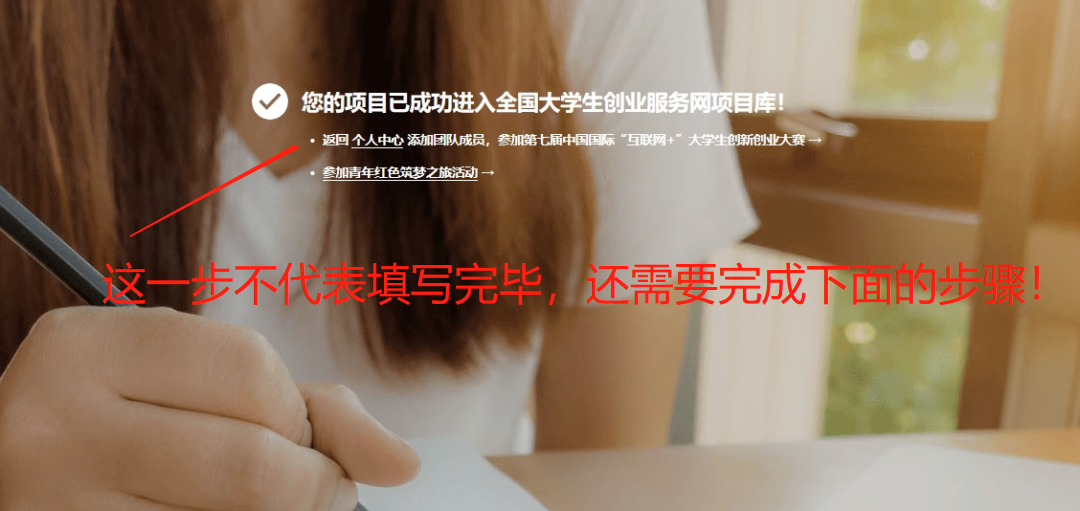 您的项目已成功进入全国大学生创业服务网项目库！
• 返回 个人中心 添加团队成员，参加第七届中国国际“互联网+”大学生创新创业大赛 →
• 参加青年红色筑梦之旅活动 →
这一步不代表填写完毕，还需要完成下面的步骤！